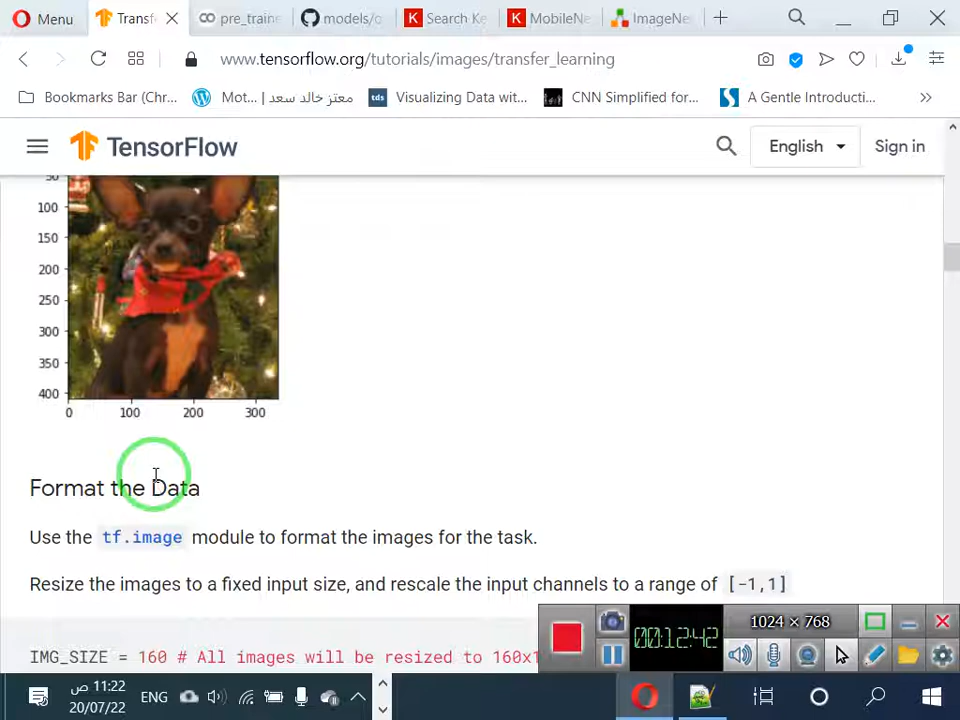 Menu
Transf
pre_traine
models/o
Search Ke
MobileNe
ImageNe
www.tensorflow.org/tutorials/images/transfer_learning
Bookmarks Bar (Chr...
معتز خالد سعد | Mot...
tds
Visualizing Data wit...
CNN Simplified for...
A Gentle Introducti...
TensorFlow
English
Sign in
50
100
150
200
250
300
350
400
0 100 200 300
Format the Data
Use the tf.image module to format the images for the task.
Resize the images to a fixed input size, and rescale the input channels to a range of [-1,1]
IMG_SIZE = 160 # All images will be resized to 160x1
1024 × 768
00:12:42
11:22 ص
20/07/22
ENG